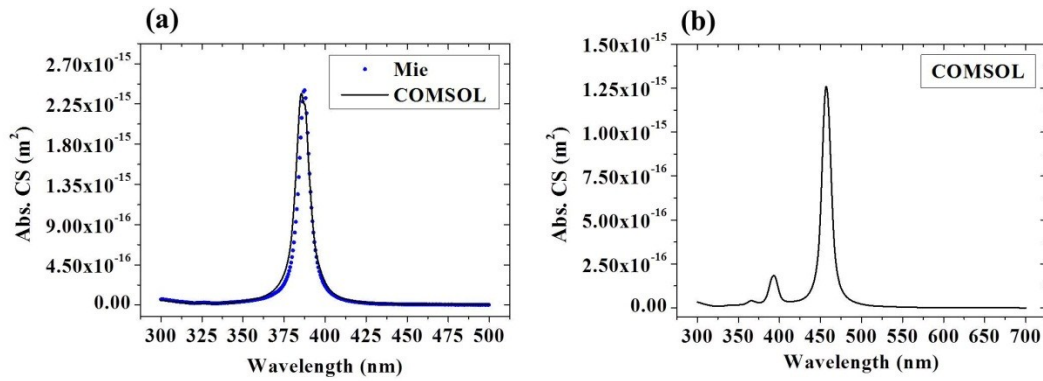 (a)
Abs. CS (m²)
2.70x10⁻¹⁵
2.25x10⁻¹⁵
1.80x10⁻¹⁵
1.35x10⁻¹⁵
9.00x10⁻¹⁶
4.50x10⁻¹⁶
0.00
Mie
COMSOL
300 325 350 375 400 425 450 475 500
Wavelength (nm)
(b)
Abs. CS (m²)
1.50x10⁻¹⁵
1.25x10⁻¹⁵
1.00x10⁻¹⁵
7.50x10⁻¹⁶
5.00x10⁻¹⁶
2.50x10⁻¹⁶
0.00
COMSOL
300 350 400 450 500 550 600 650 700
Wavelength (nm)